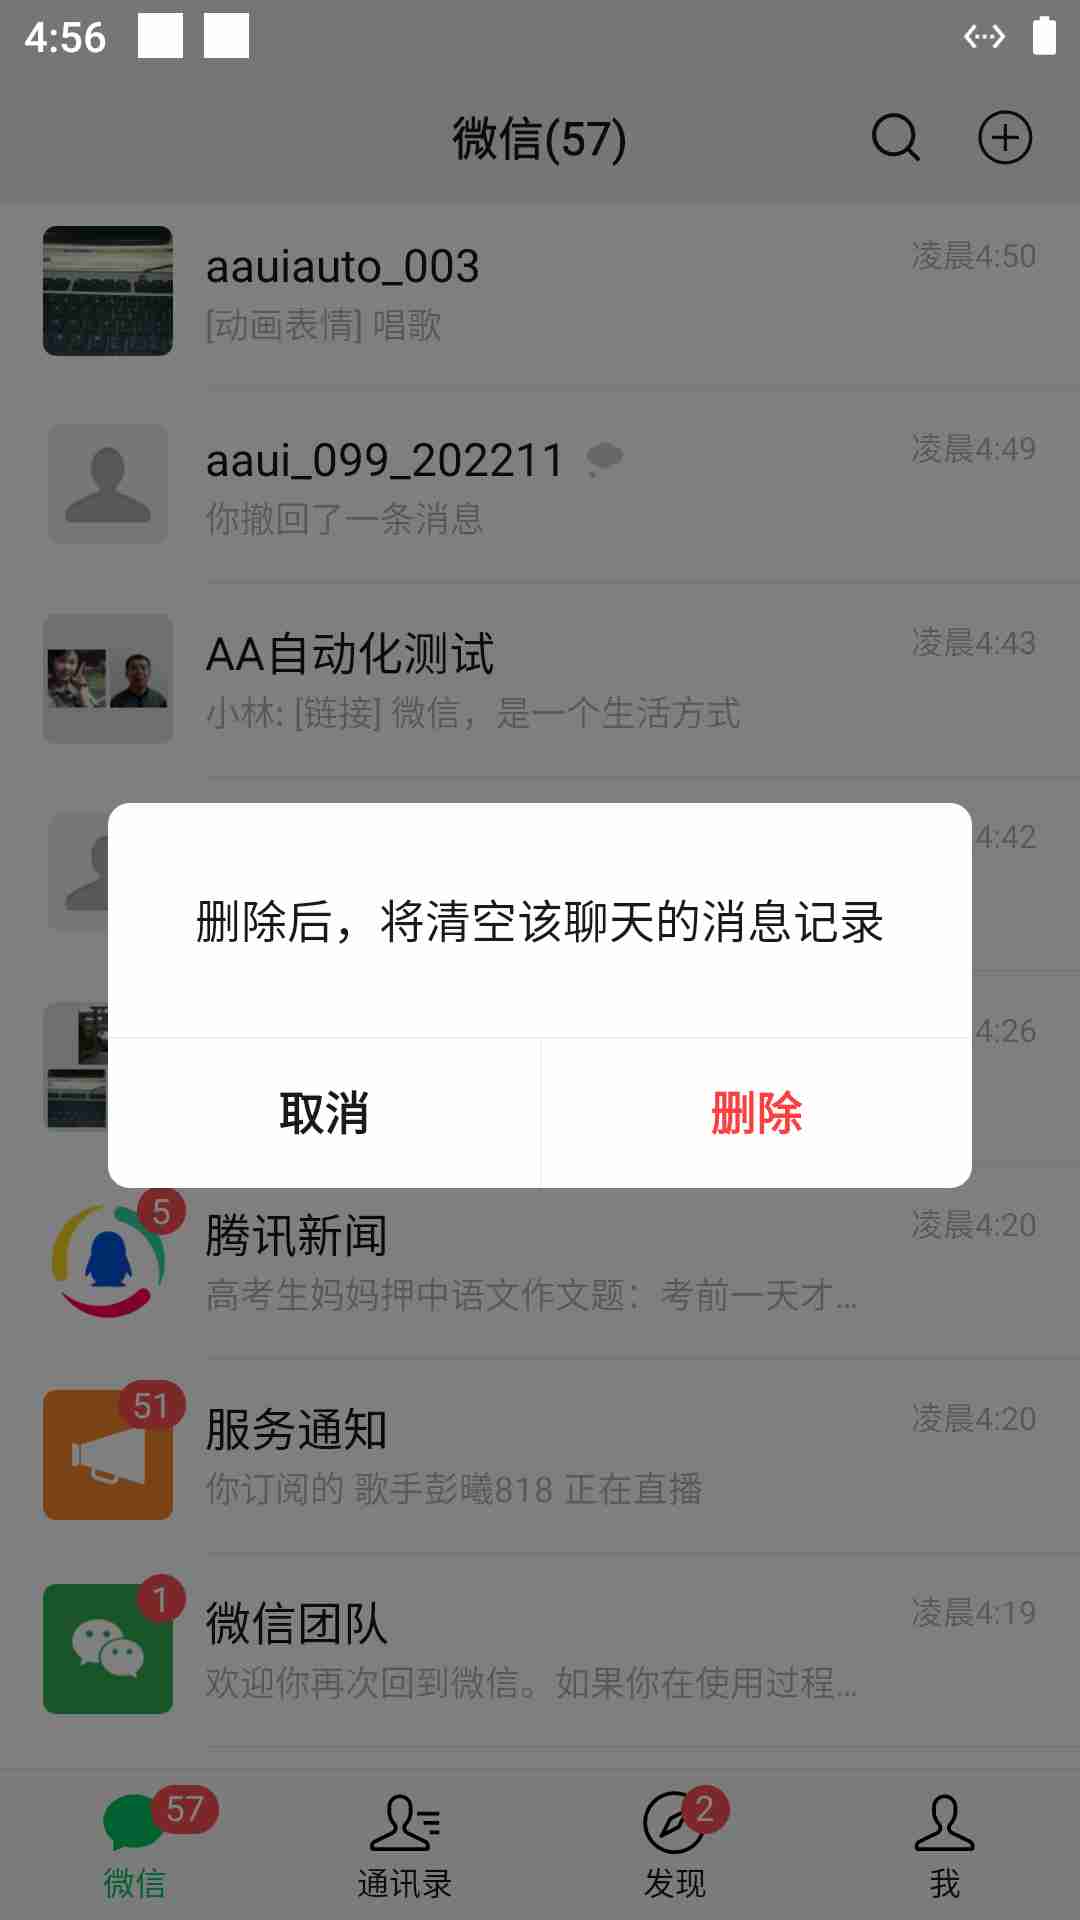 4:56
微信(57)
aauiauto_003
凌晨4:50
[动画表情] 唱歌
aaui_099_202211
凌晨4:49
你撤回了一条消息
AA自动化测试
凌晨4:43
小林: [链接] 微信，是一个生活方式
4:42
删除后，将清空该聊天的消息记录
4:26
取消
删除
5
腾讯新闻
凌晨4:20
高考生妈妈押中语文作文题：考前一天才...
51
服务通知
凌晨4:20
你订阅的 歌手彭曦818 正在直播
1
微信团队
凌晨4:19
欢迎你再次回到微信。如果你在使用过程...
57
2
微信
通讯录
发现
我